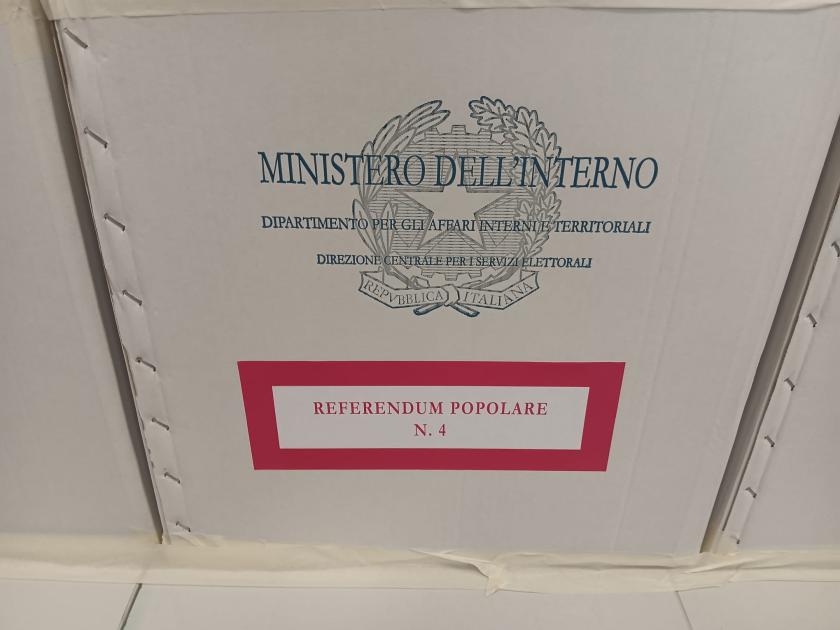 MINISTERO DELL'INTERNO
DIPARTIMENTO PER GLI AFFARI INTERNI E TERRITORIALI
DIREZIONE CENTRALE PER I SERVIZI ELETTORALI
REPVBBLICA ITALIANA
REFERENDUM POPOLARE
N. 4